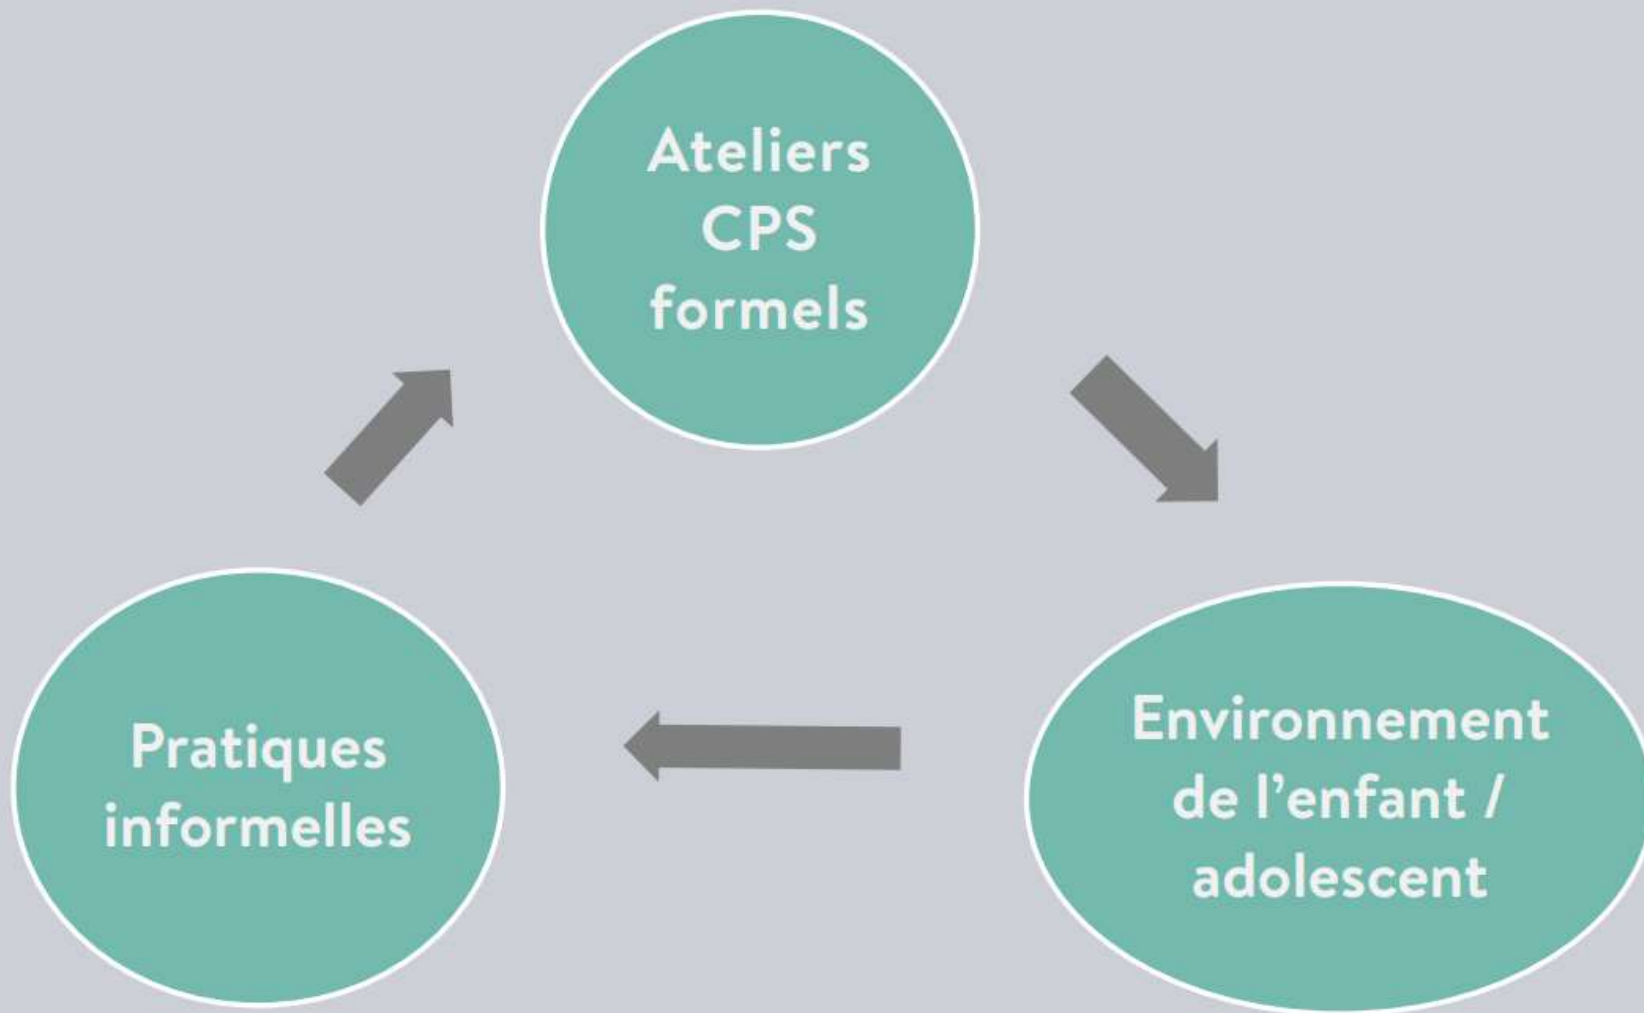 Ateliers
CPS
formels
Pratiques
informelles
Environnement
de l’enfant /
adolescent